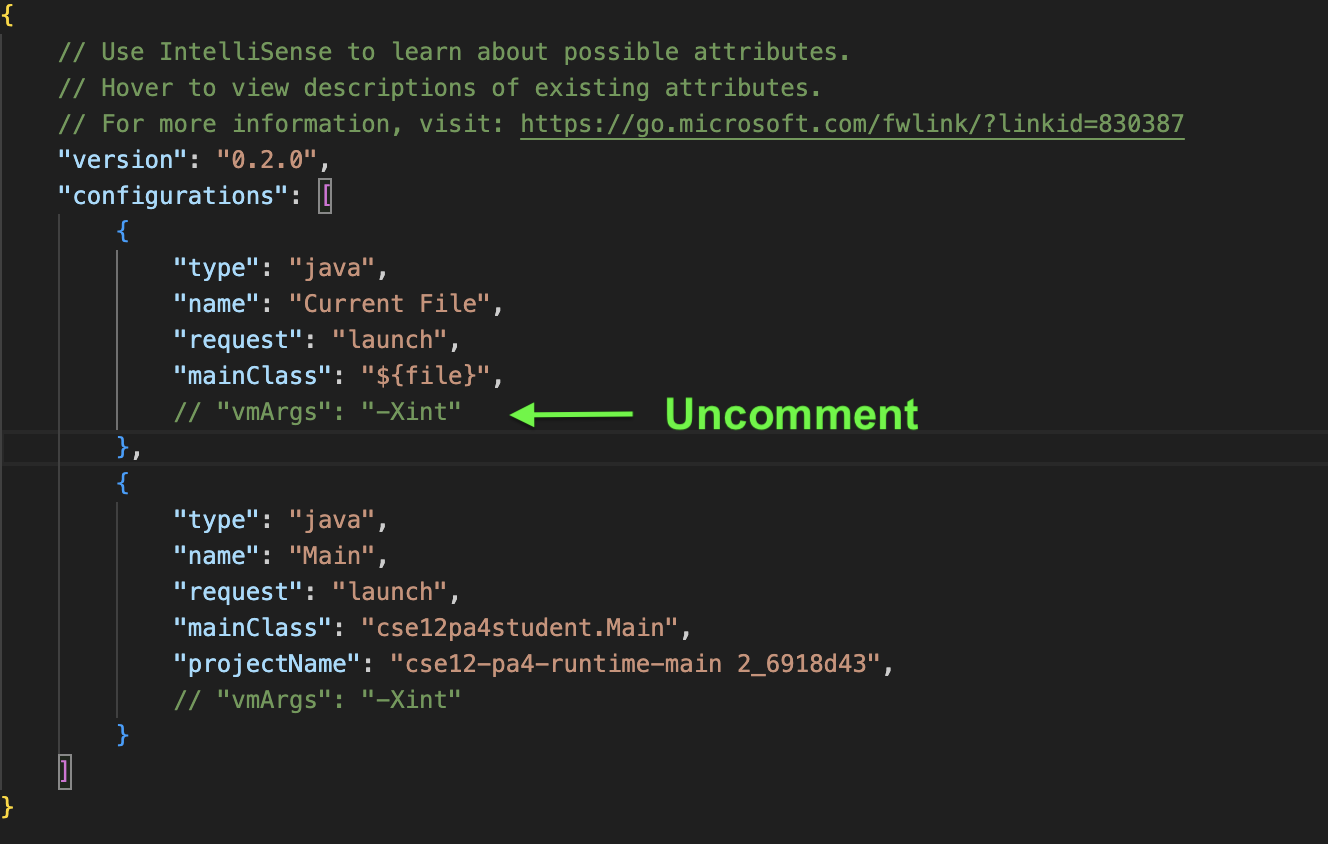 {
    // Use IntelliSense to learn about possible attributes.
    // Hover to view descriptions of existing attributes.
    // For more information, visit: https://go.microsoft.com/fwlink/?linkid=830387
    "version": "0.2.0",
    "configurations": [
        {
            "type": "java",
            "name": "Current File",
            "request": "launch",
            "mainClass": "${file}",
            // "vmArgs": "-Xint" Uncomment
        },
        {
            "type": "java",
            "name": "Main",
            "request": "launch",
            "mainClass": "cse12pa4student.Main",
            "projectName": "cse12-pa4-runtime-main 2_6918d43",
            // "vmArgs": "-Xint"
        }
    ]
}